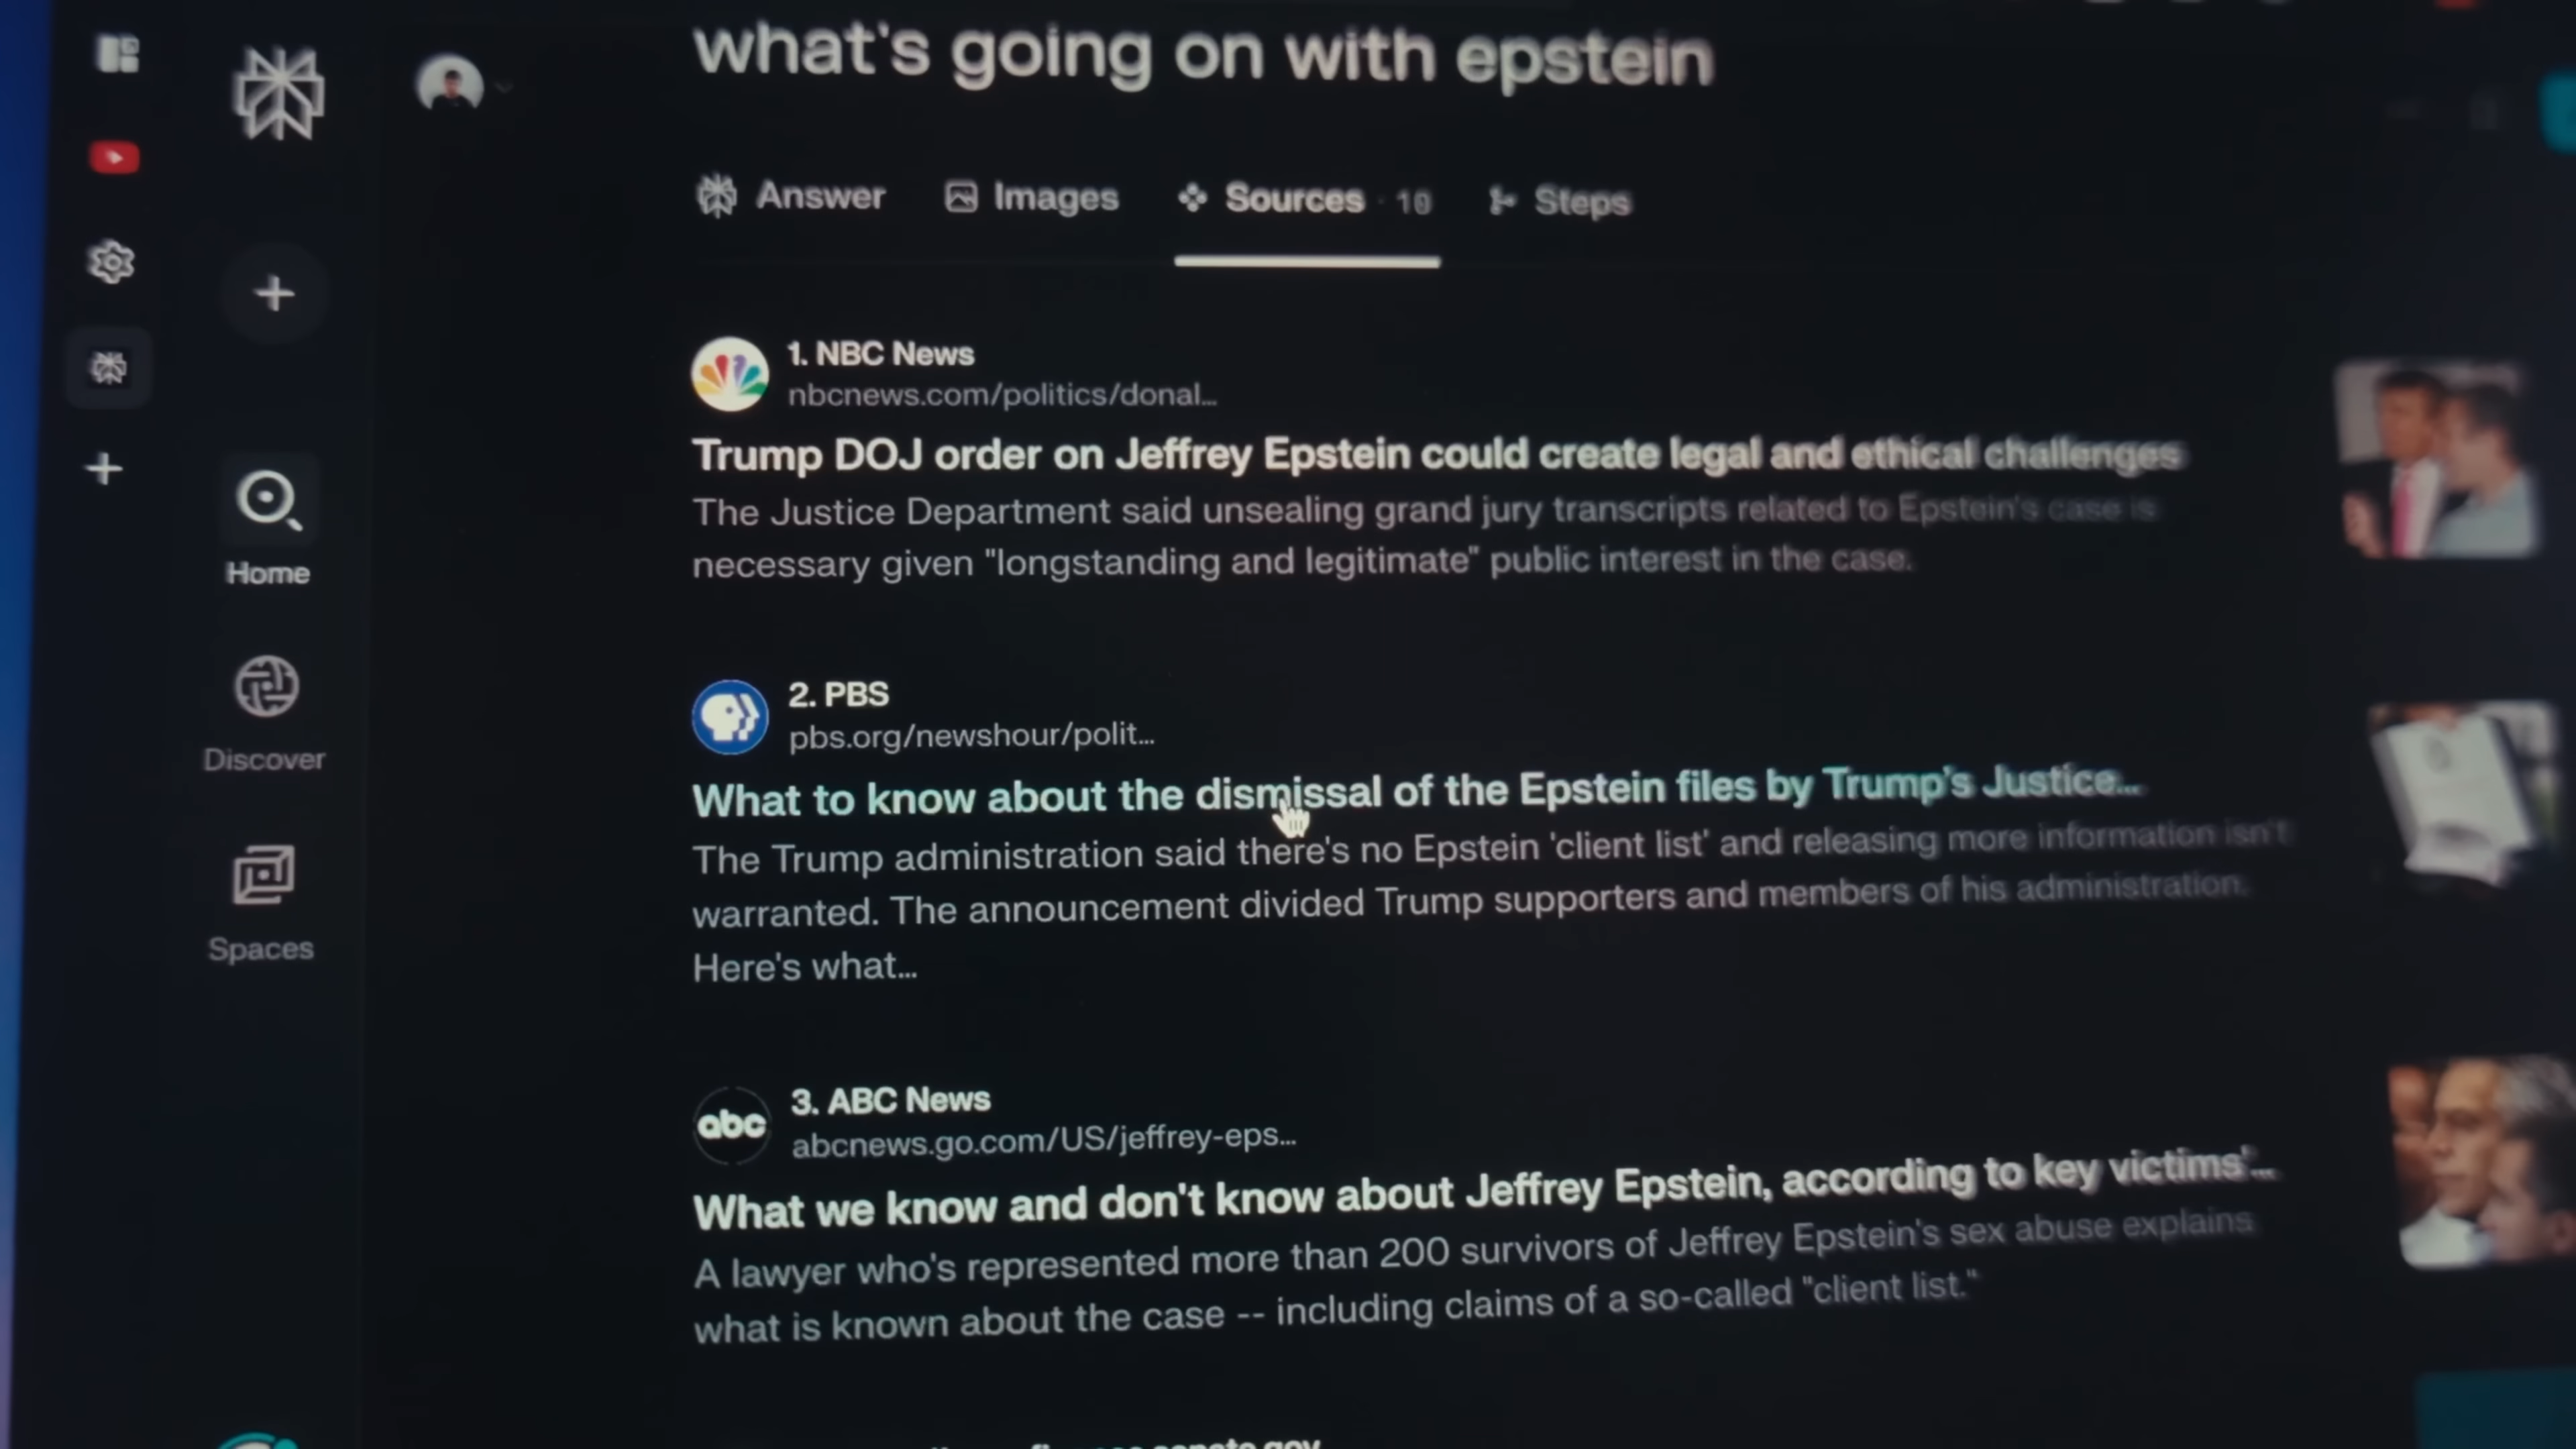 what's going on with epstein
Answer
Images
Sources · 10
Steps
1. NBC News
nbcnews.com/politics/donal...
Trump DOJ order on Jeffrey Epstein could create legal and ethical challenges
The Justice Department said unsealing grand jury transcripts related to Epstein's case is
necessary given "longstanding and legitimate" public interest in the case.
Home
2. PBS
pbs.org/newshour/polit...
Discover
What to know about the dismissal of the Epstein files by Trump's Justice...
The Trump administration said there's no Epstein 'client list' and releasing more information isn't
warranted. The announcement divided Trump supporters and members of his administration.
Here's what...
Spaces
3. ABC News
abc
abcnews.go.com/US/jeffrey-eps...
What we know and don't know about Jeffrey Epstein, according to key victims'...
A lawyer who's represented more than 200 survivors of Jeffrey Epstein's sex abuse explains
what is known about the case -- including claims of a so-called "client list."